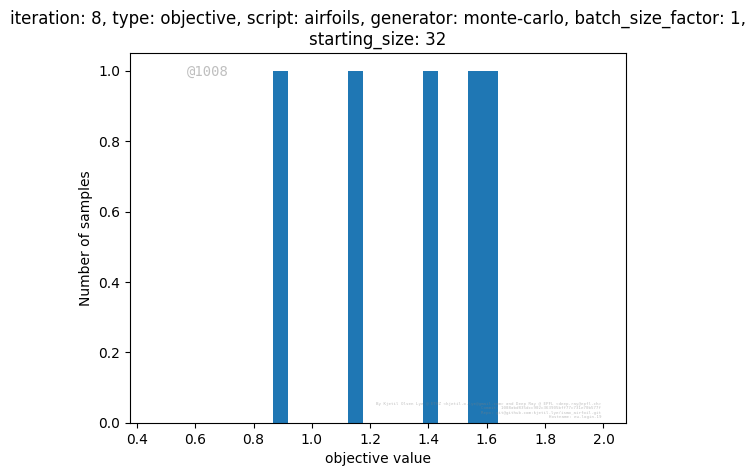 iteration: 8, type: objective, script: airfoils, generator: monte-carlo, batch_size_factor: 1,
starting_size: 32
@1008
1.0
0.8
0.6
0.4
0.2
0.0
Number of samples
0.4 0.6 0.8 1.0 1.2 1.4 1.6 1.8 2.0
objective value